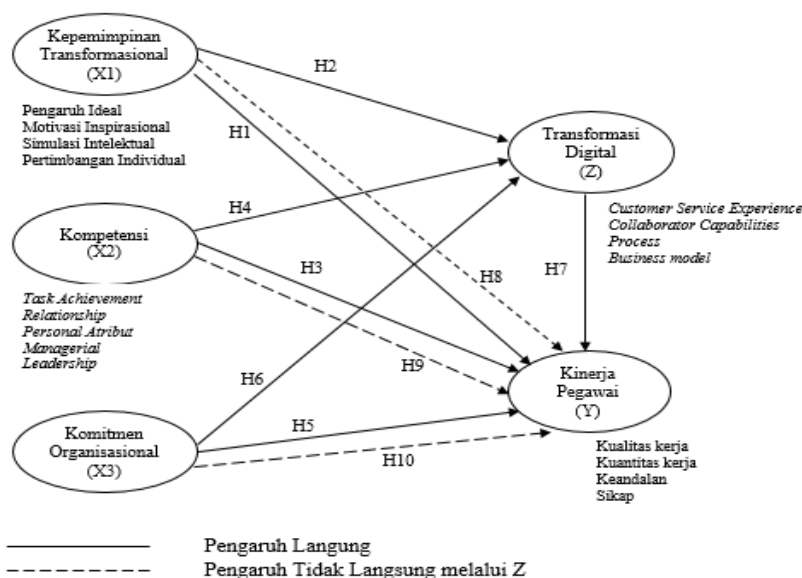 Kepemimpinan
Transformasional
(X1)
Pengaruh Ideal
Motivasi Inspirasional
Simulasi Intelektual
Pertimbangan Individual
H2
H1
Transformasi
Digital
(Z)
Customer Service Experience
Collaborator Capabilities
Process
Business model
H4
Kompetensi
(X2)
Task Achievement
Relationship
Personal Atribut
Managerial
Leadership
H3
H8
H7
H9
H6
Kinerja
Pegawai
(Y)
Kualitas kerja
Kuantitas kerja
Keandalan
Sikap
Komitmen
Organisasional
(X3)
H5
H10
Pengaruh Langung
Pengaruh Tidak Langsung melalui Z